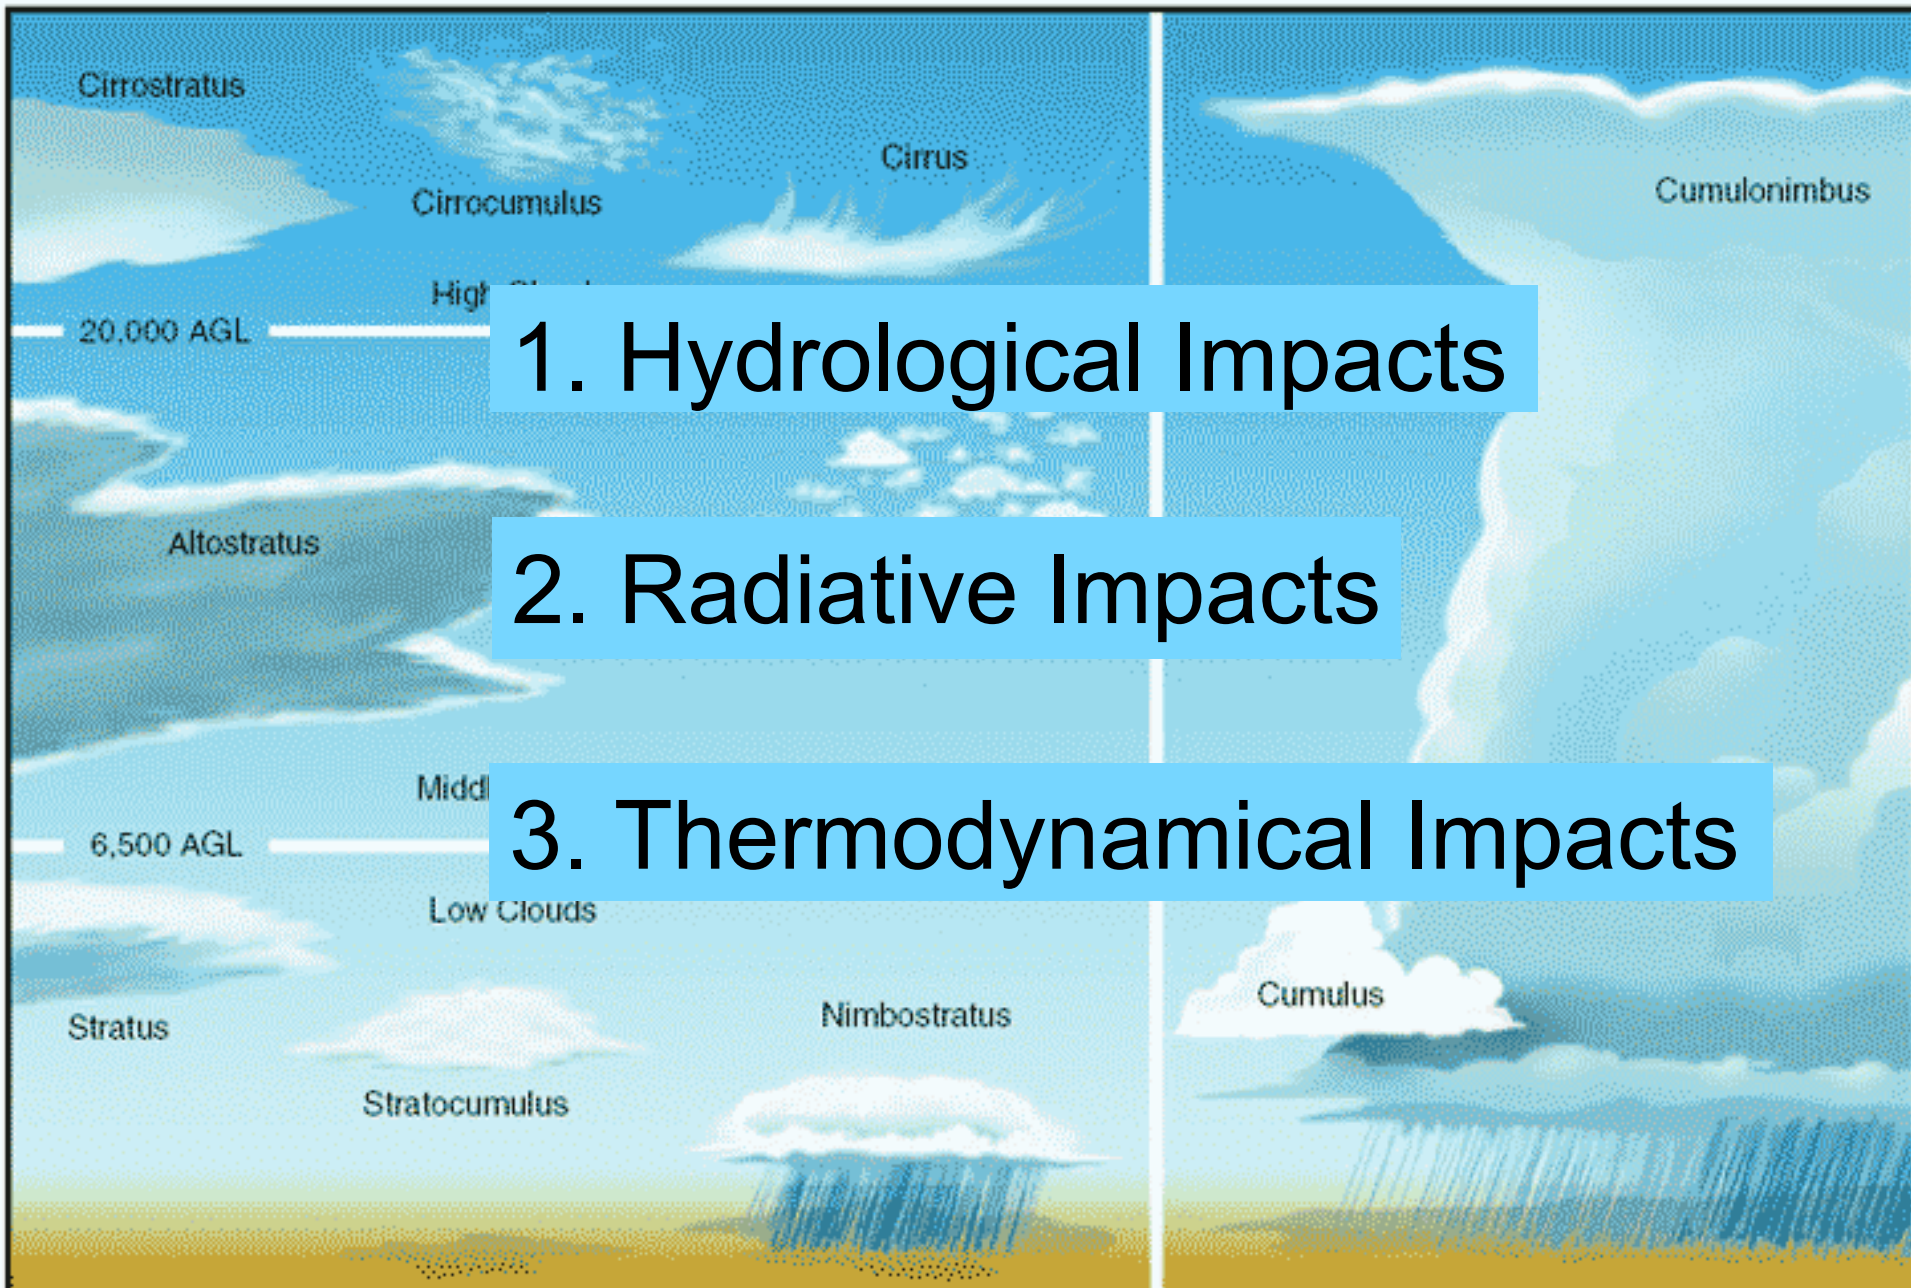 Cirrostratus
Cirrus
Cirrocumulus
Cumulonimbus
High
20,000 AGL
1. Hydrological Impacts
Altostratus
2. Radiative Impacts
3. Thermodynamical Impacts
6,500 AGL
Low Clouds
Stratus
Nimbostratus
Cumulus
Stratocumulus